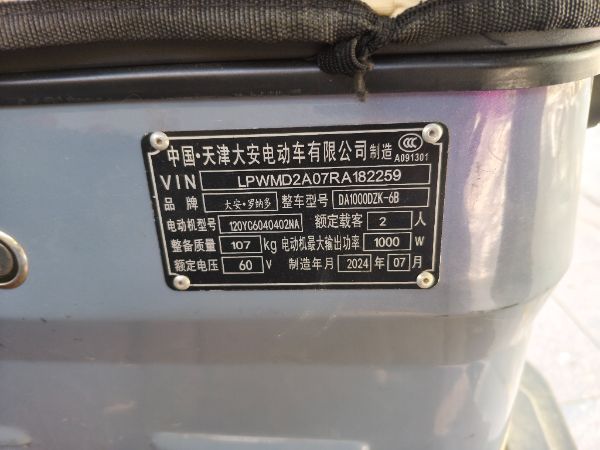 中国·天津大安电动车有限公司制造 CCC A091301
VIN LPWMD2A07RA182259
品牌 大安·罗纳多 整车型号 DA1000DZK-6B
电动机型号 120YC6040402NA 额定载客 2 人
整备质量 107 kg 电动机最大输出功率 1000 W
额定电压 60 V 制造年月 2024 年 07 月